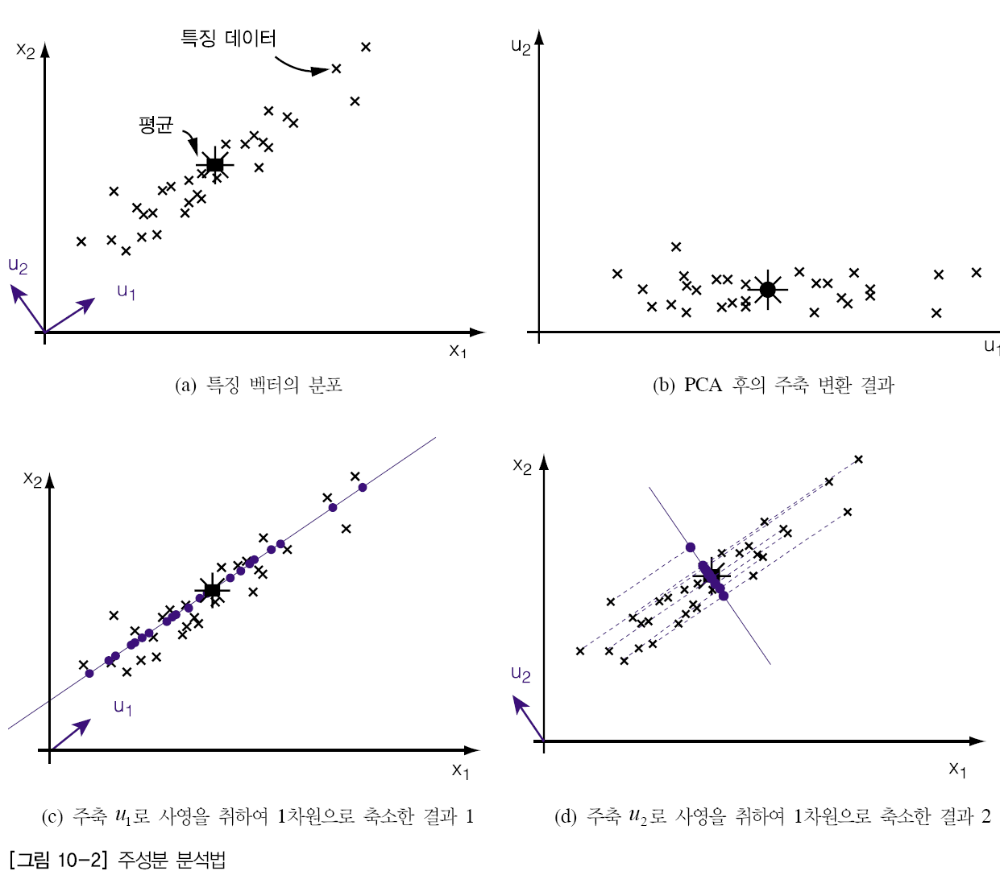 x2
특징 데이터
평균
u2
u1
x1
(a) 특징 벡터의 분포
u2
u1
(b) PCA 후의 주축 변환 결과
x2
u1
x1
(c) 주축 u1로 사영을 취하여 1차원으로 축소한 결과 1
x2
u2
x1
(d) 주축 u2로 사영을 취하여 1차원으로 축소한 결과 2
[그림 10-2] 주성분 분석법